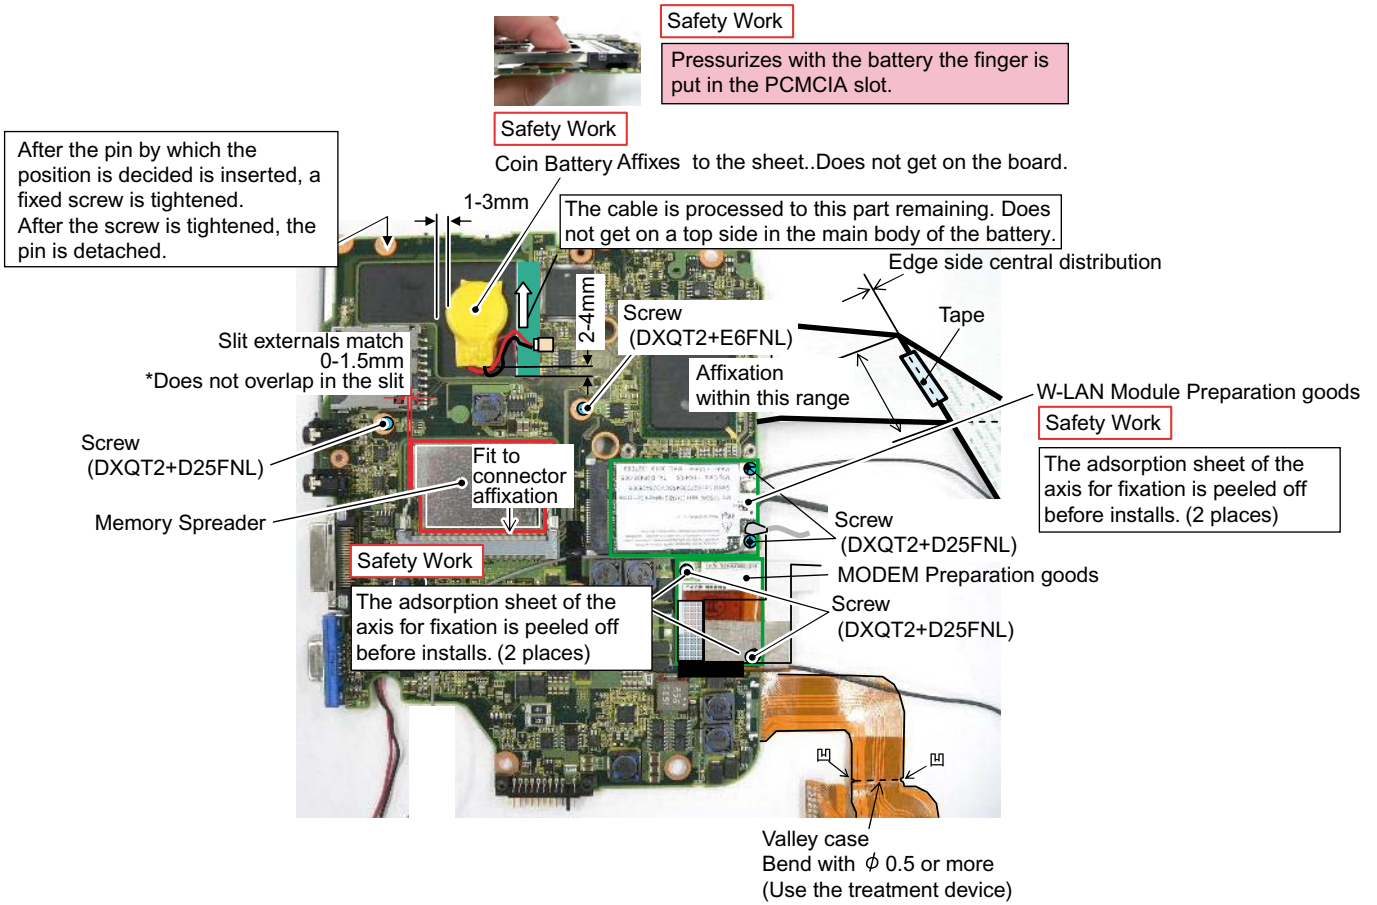 Safety Work
Pressurizes with the battery the finger is
put in the PCMCIA slot.
Safety Work
Coin Battery Affixes to the sheet..Does not get on the board.
After the pin by which the
position is decided is inserted, a
fixed screw is tightened.
After the screw is tightened, the
pin is detached.
1-3mm
The cable is processed to this part remaining. Does
not get on a top side in the main body of the battery.
Edge side central distribution
2-4mm
Screw
(DXQT2+E6FNL)
Tape
Slit externals match
0-1.5mm
*Does not overlap in the slit
Affixation
within this range
W-LAN Module Preparation goods
Safety Work
The adsorption sheet of the
axis for fixation is peeled off
before installs. (2 places)
Screw
(DXQT2+D25FNL)
Fit to
connector
affixation
Memory Spreader
Screw
(DXQT2+D25FNL)
Safety Work
The adsorption sheet of the
axis for fixation is peeled off
before installs. (2 places)
MODEM Preparation goods
Screw
(DXQT2+D25FNL)
凹
凹
Valley case
Bend with ϕ 0.5 or more
(Use the treatment device)